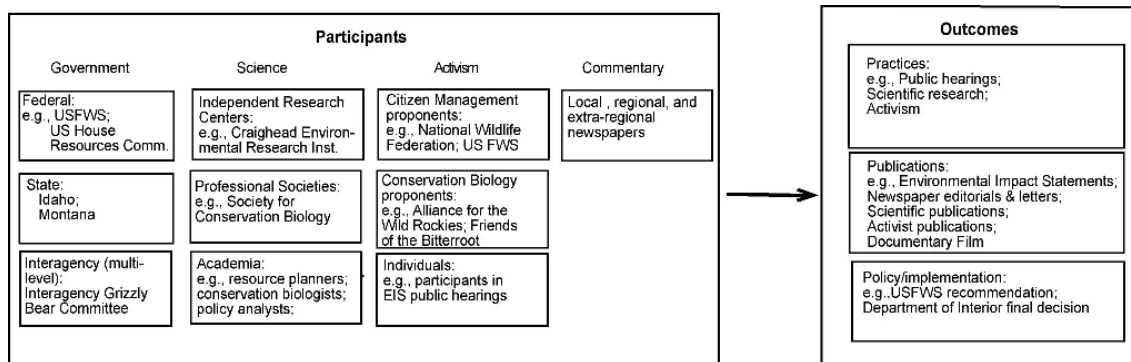 Participants
Government
Science
Activism
Commentary
Federal:
e.g., USFWS;
US House
Resources Comm.
Independent Research
Centers:
e.g., Craighead Environ-
mental Research Inst.
Citizen Management
proponents:
e.g., National Wildlife
Federation; US FWS
Local , regional, and
extra-regional
newspapers
State:
Idaho;
Montana
Professional Societies:
e.g., Society for
Conservation Biology
Conservation Biology
proponents:
e.g., Alliance for the
Wild Rockies; Friends
of the Bitterroot
Interagency (multi-
level):
Interagency Grizzly
Bear Committee
Academia:
e.g., resource planners;
conservation biologists;
policy analysts;
Individuals:
e.g., participants in
EIS public hearings
Outcomes
Practices:
e.g., Public hearings;
Scientific research;
Activism
Publications:
e.g., Environmental Impact Statements;
Newspaper editorials & letters;
Scientific publications;
Activist publications;
Documentary Film
Policy/implementation:
e.g.,USFWS recommendation;
Department of Interior final decision